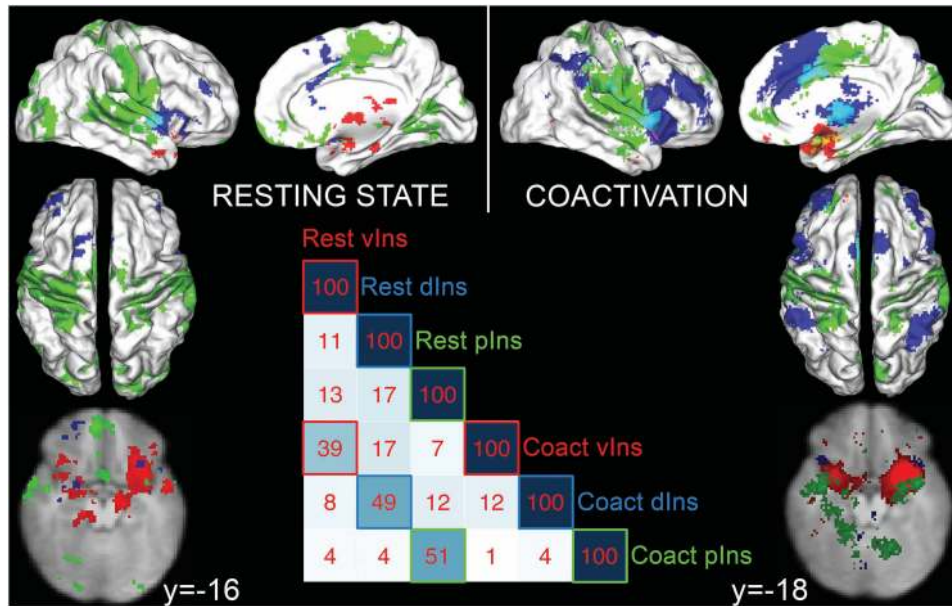 RESTING STATE
COACTIVATION
Rest vIns
100 Rest dIns
11 100 Rest pIns
13 17 100
39 17 7 100 Coact vIns
8 49 12 12 100 Coact dIns
4 4 51 1 4 100 Coact pIns
y=-16
y=-18